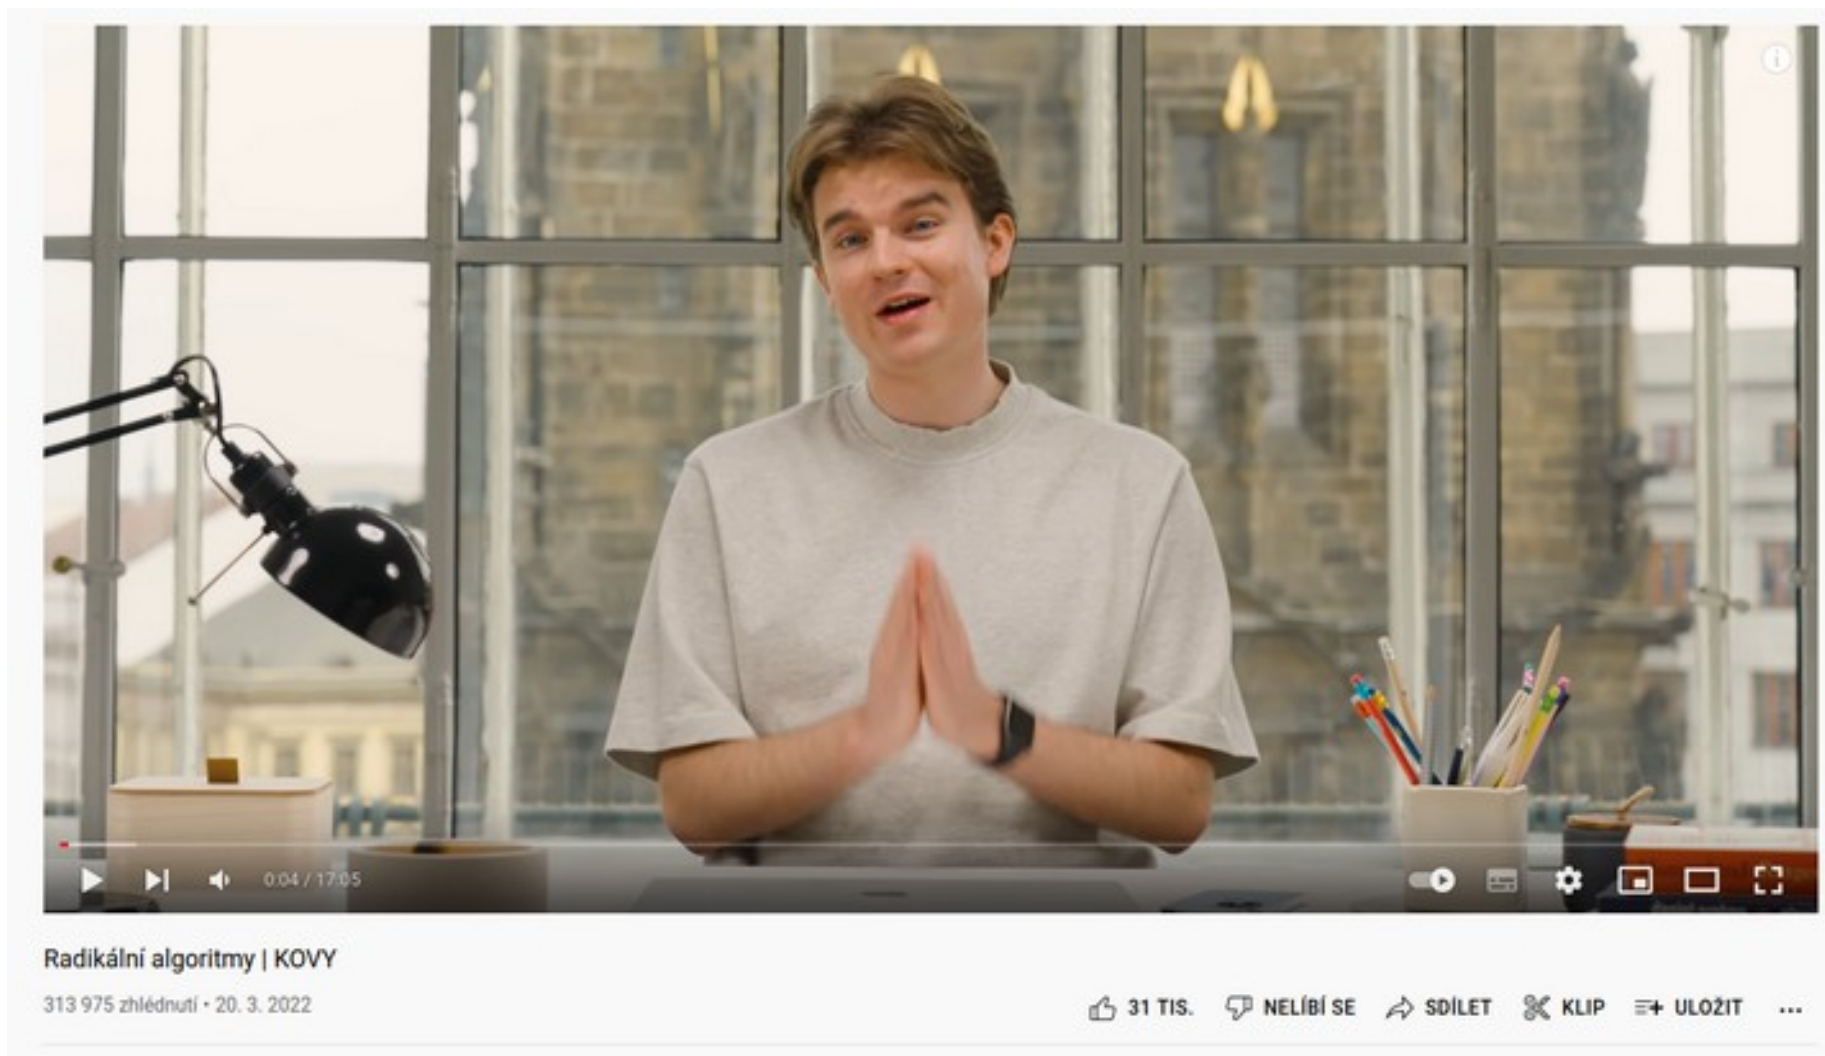 0:04 / 17:05
Radikální algoritmy | KOVY
313 975 zhlédnutí • 20. 3. 2022
31 TIS. NELÍBÍ SE SDÍLET KLIP ULOŽIT ...